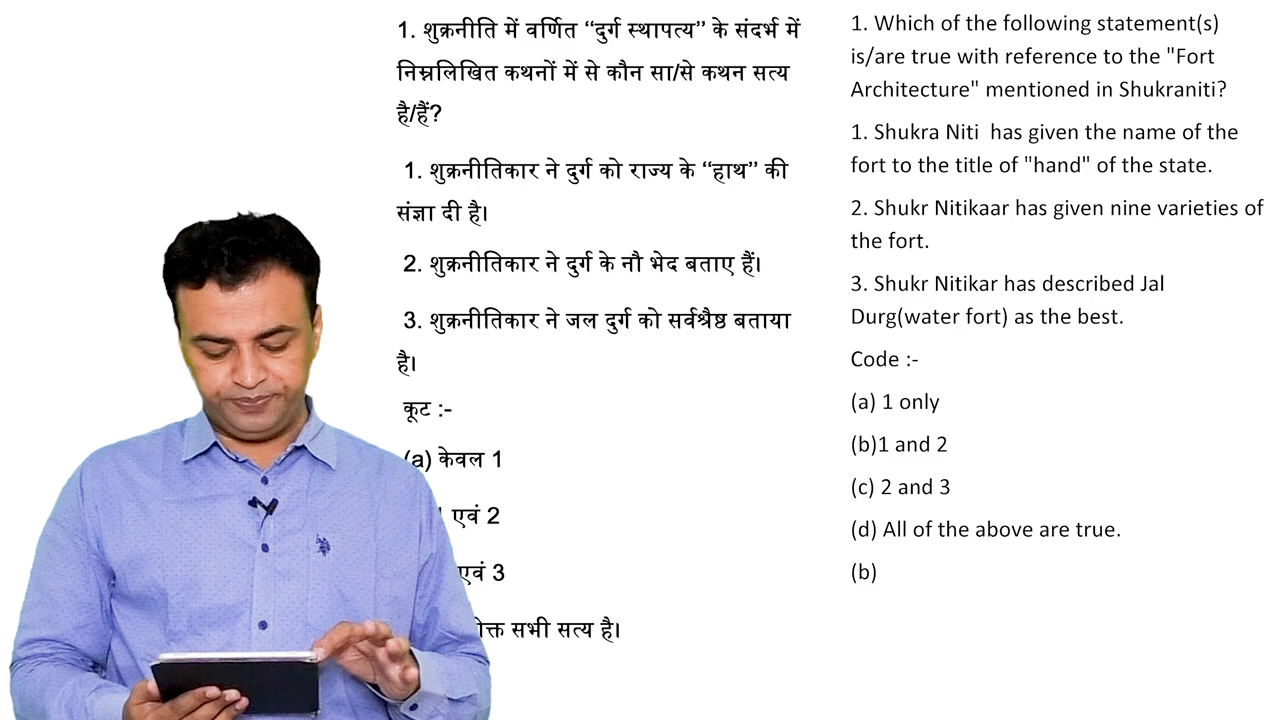 1. शुक्रनीति में वर्णित “दुर्ग स्थापत्य” के संदर्भ में
निम्नलिखित कथनों में से कौन सा/से कथन सत्य
है/हैं?
1. शुक्रनीतिकार ने दुर्ग को राज्य के “हाथ” की
संज्ञा दी है।
2. शुक्रनीतिकार ने दुर्ग के नौ भेद बताए हैं।
3. शुक्रनीतिकार ने जल दुर्ग को सर्वश्रैष्ठ बताया
है।
कूट :-
(a) केवल 1
एवं 2
एवं 3
सभी सत्य है।
1. Which of the following statement(s)
is/are true with reference to the "Fort
Architecture" mentioned in Shukraniti?
1. Shukra Niti has given the name of the
fort to the title of "hand" of the state.
2. Shukr Nitikaar has given nine varieties of
the fort.
3. Shukr Nitikar has described Jal
Durg(water fort) as the best.
Code :-
(a) 1 only
(b)1 and 2
(c) 2 and 3
(d) All of the above are true.
(b)